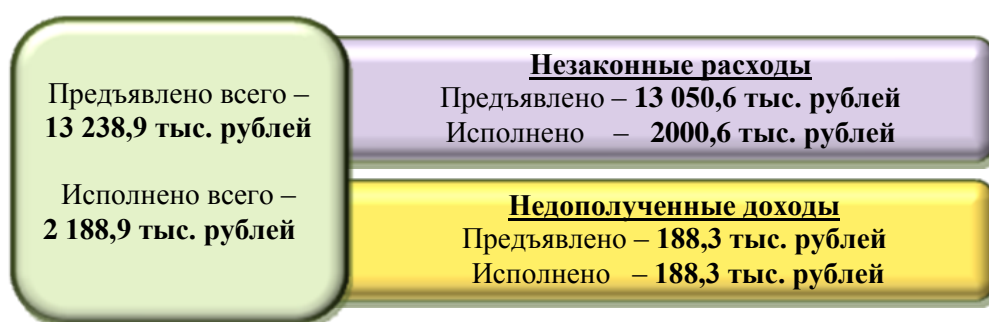 Предъявлено всего –
13 238,9 тыс. рублей
Исполнено всего –
2 188,9 тыс. рублей
Незаконные расходы
Предъявлено – 13 050,6 тыс. рублей
Исполнено – 2000,6 тыс. рублей
Недополученные доходы
Предъявлено – 188,3 тыс. рублей
Исполнено – 188,3 тыс. рублей